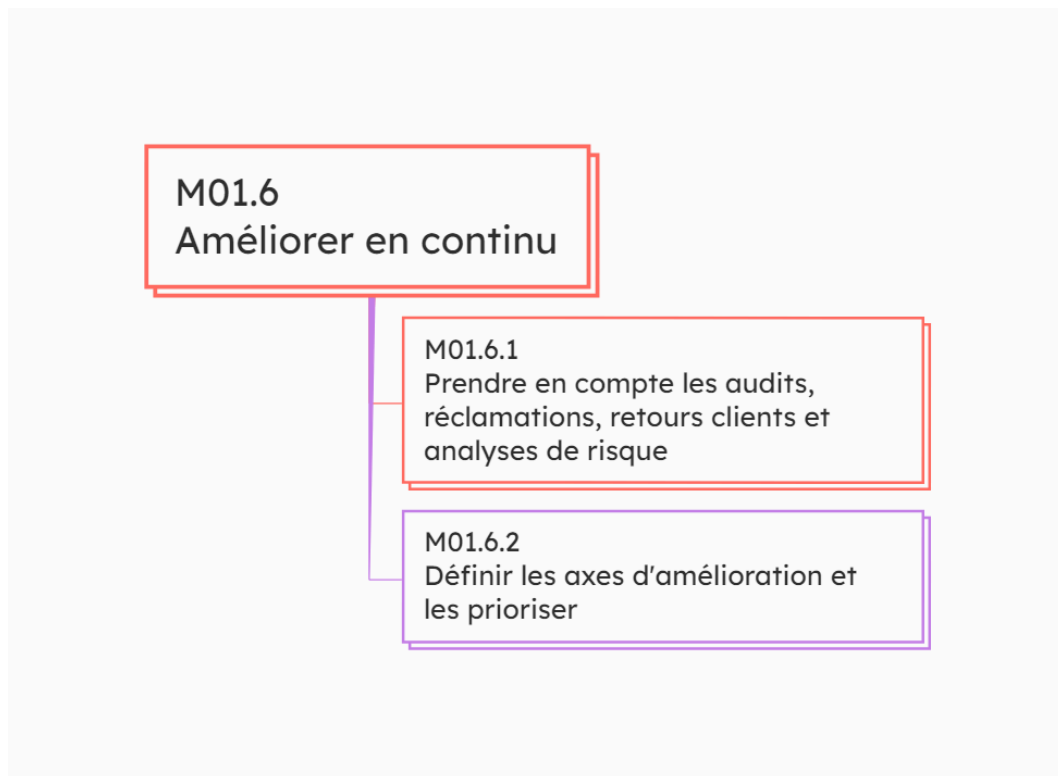 M01.6
Améliorer en continu
M01.6.1
Prendre en compte les audits,
réclamations, retours clients et
analyses de risque
M01.6.2
Définir les axes d'amélioration et
les prioriser